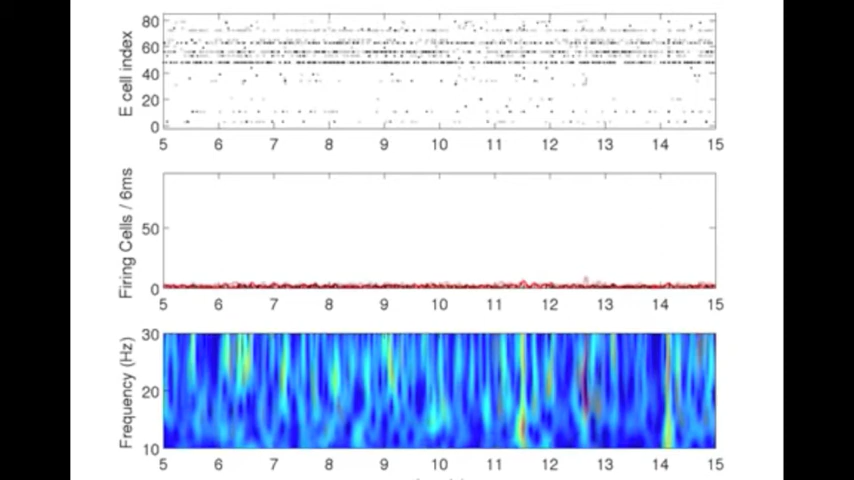 E cell index
80
60
40
20
0
5 6 7 8 9 10 11 12 13 14 15
Firing Cells / 6ms
50
0
5 6 7 8 9 10 11 12 13 14 15
Frequency (Hz)
30
20
10
5 6 7 8 9 10 11 12 13 14 15